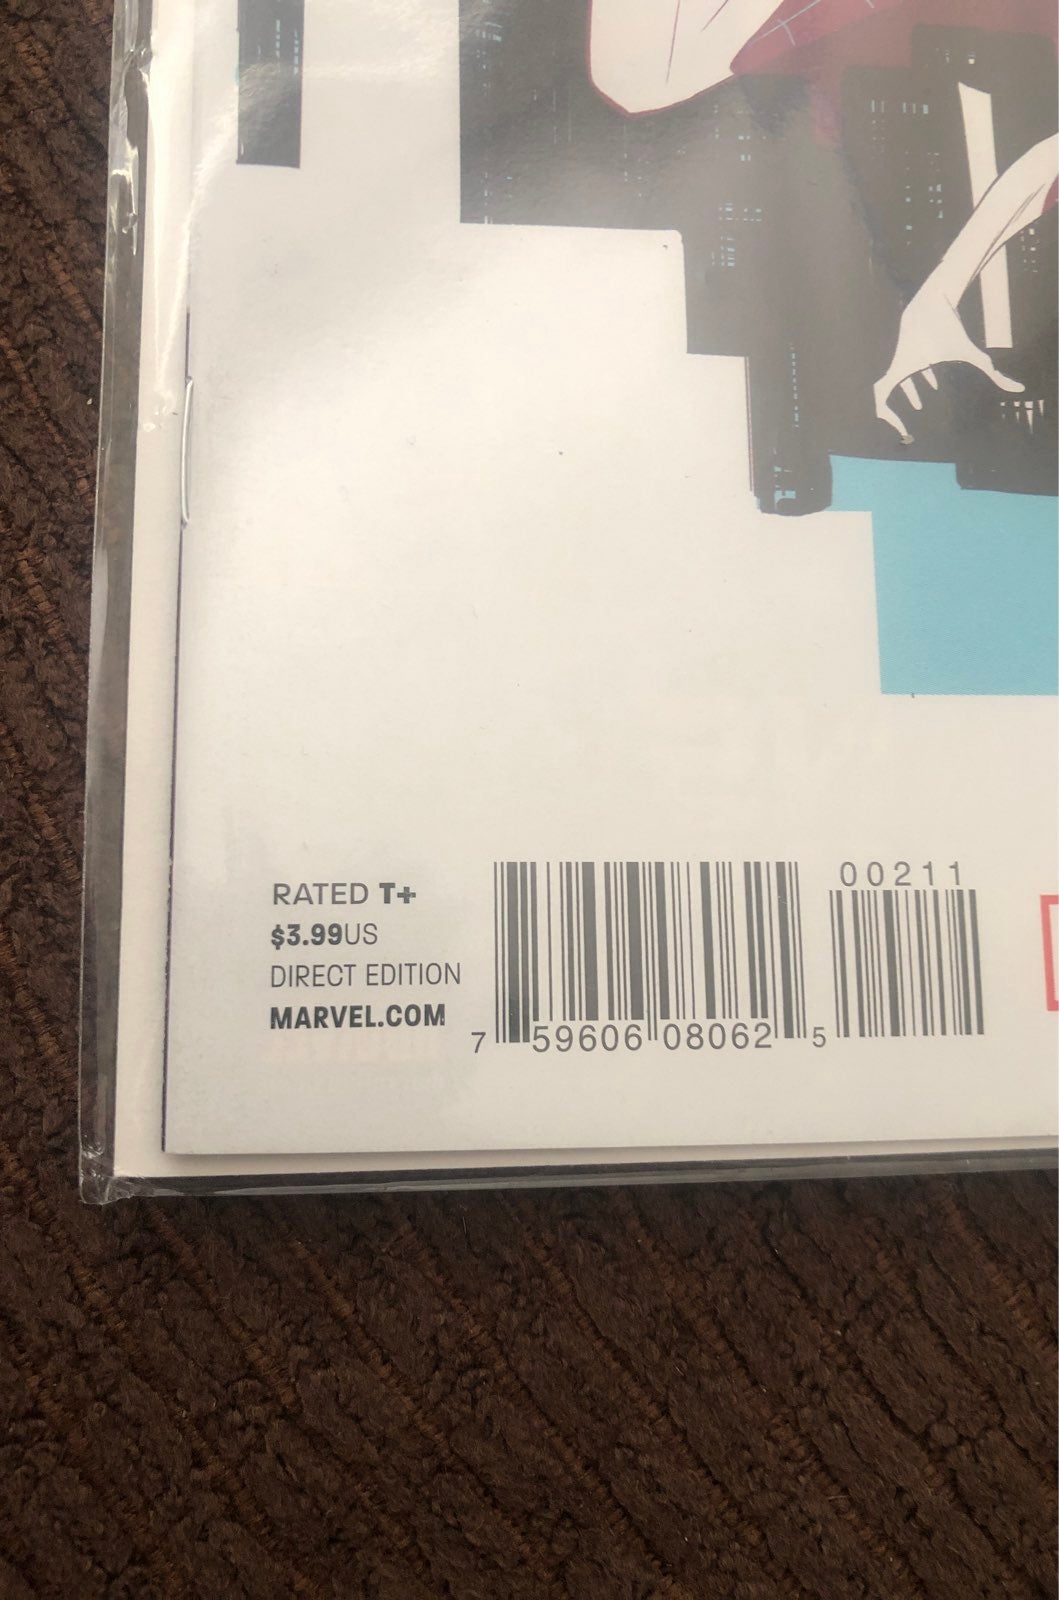 RATED T+
$3.99US
DIRECT EDITION
MARVEL.COM
7 59606 08062 5
00211